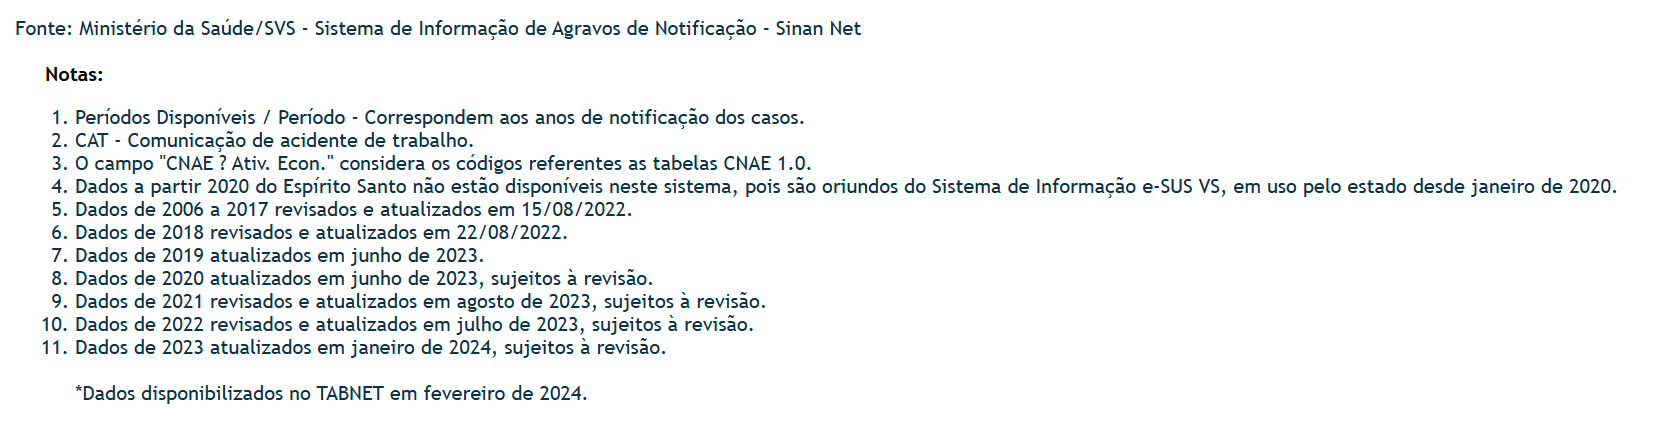 Fonte: Ministério da Saúde/SVS - Sistema de Informação de Agravos de Notificação - Sinan Net
Notas:
1. Períodos Disponíveis / Período - Correspondem aos anos de notificação dos casos.
2. CAT - Comunicação de acidente de trabalho.
3. O campo "CNAE ? Ativ. Econ." considera os códigos referentes as tabelas CNAE 1.0.
4. Dados a partir 2020 do Espírito Santo não estão disponíveis neste sistema, pois são oriundos do Sistema de Informação e-SUS VS, em uso pelo estado desde janeiro de 2020.
5. Dados de 2006 a 2017 revisados e atualizados em 15/08/2022.
6. Dados de 2018 revisados e atualizados em 22/08/2022.
7. Dados de 2019 atualizados em junho de 2023.
8. Dados de 2020 atualizados em junho de 2023, sujeitos à revisão.
9. Dados de 2021 revisados e atualizados em agosto de 2023, sujeitos à revisão.
10. Dados de 2022 revisados e atualizados em julho de 2023, sujeitos à revisão.
11. Dados de 2023 atualizados em janeiro de 2024, sujeitos à revisão.
*Dados disponibilizados no TABNET em fevereiro de 2024.